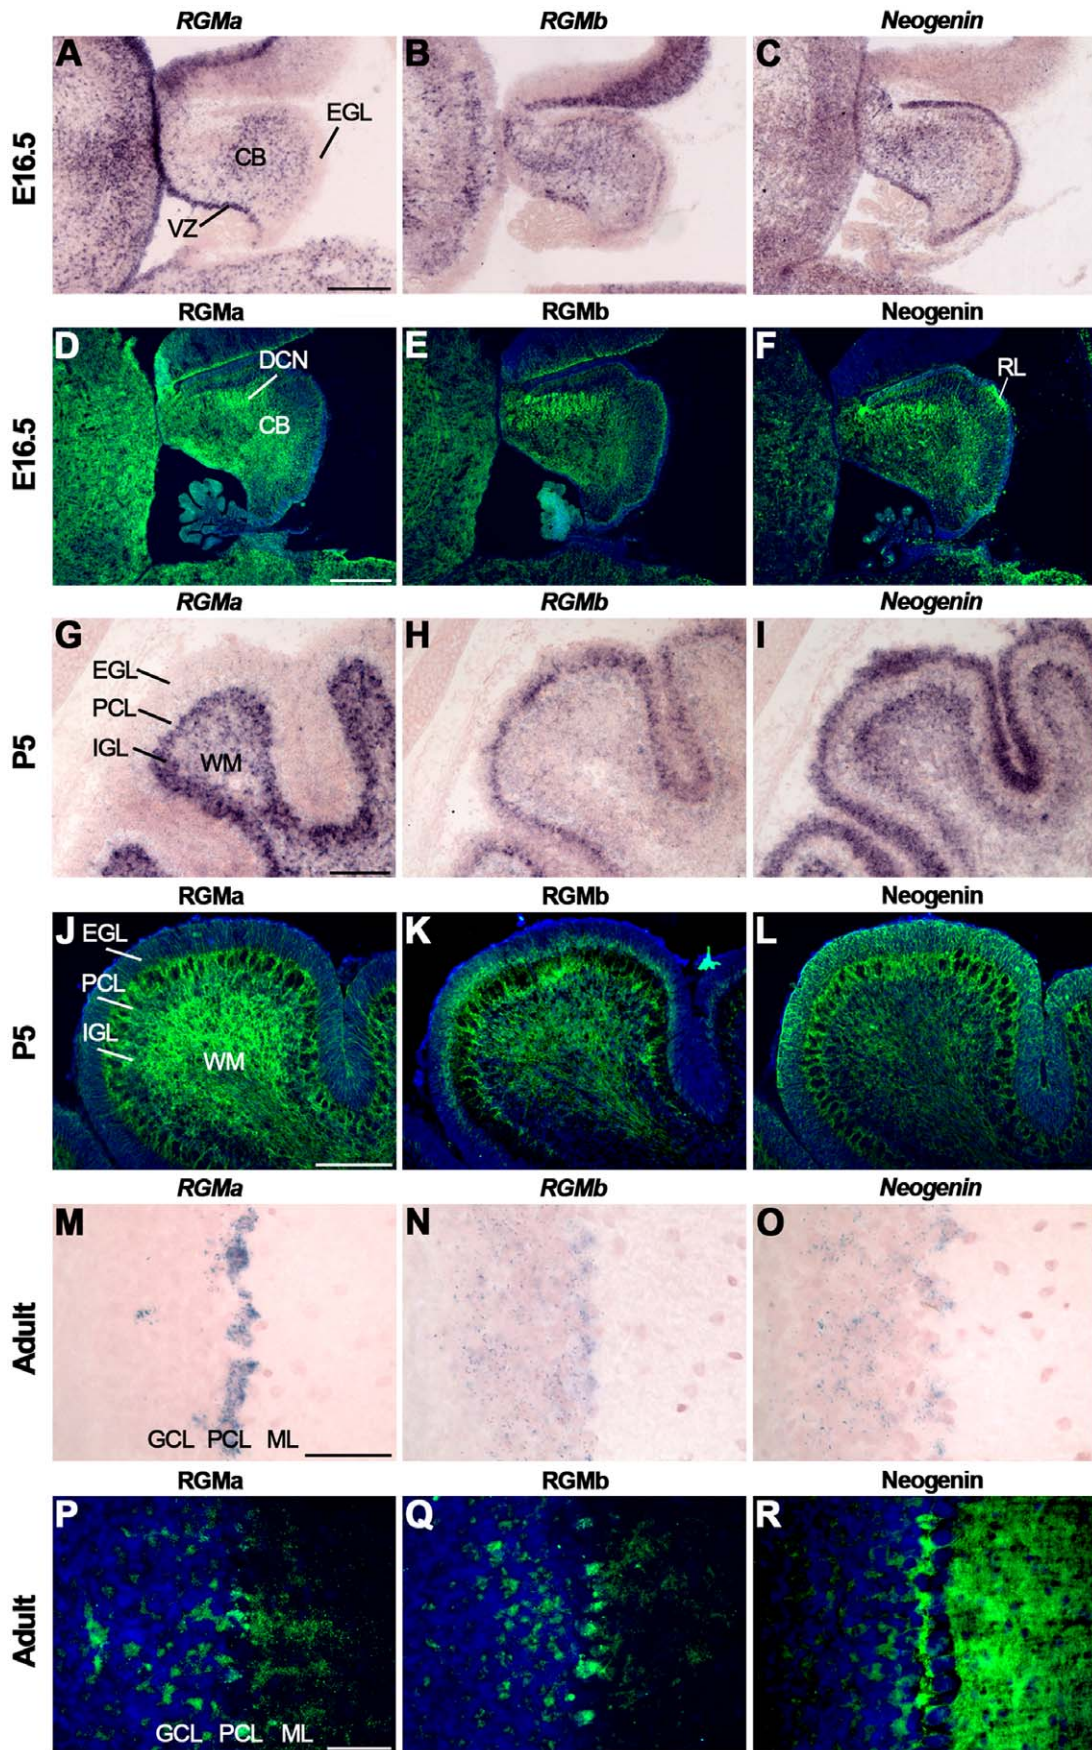 RGMa RGMb Neogenin
E16.5
A B C
EGL
CB
VZ
RGMa RGMb Neogenin
E16.5
D E F
DCN
RL
CB
RGMa RGMb Neogenin
P5
G H I
EGL
PCL
IGL
WM
RGMa RGMb Neogenin
P5
J K L
EGL
PCL
IGL
WM
RGMa RGMb Neogenin
Adult
M N O
GCL PCL ML
RGMa RGMb Neogenin
Adult
P Q R
GCL PCL ML